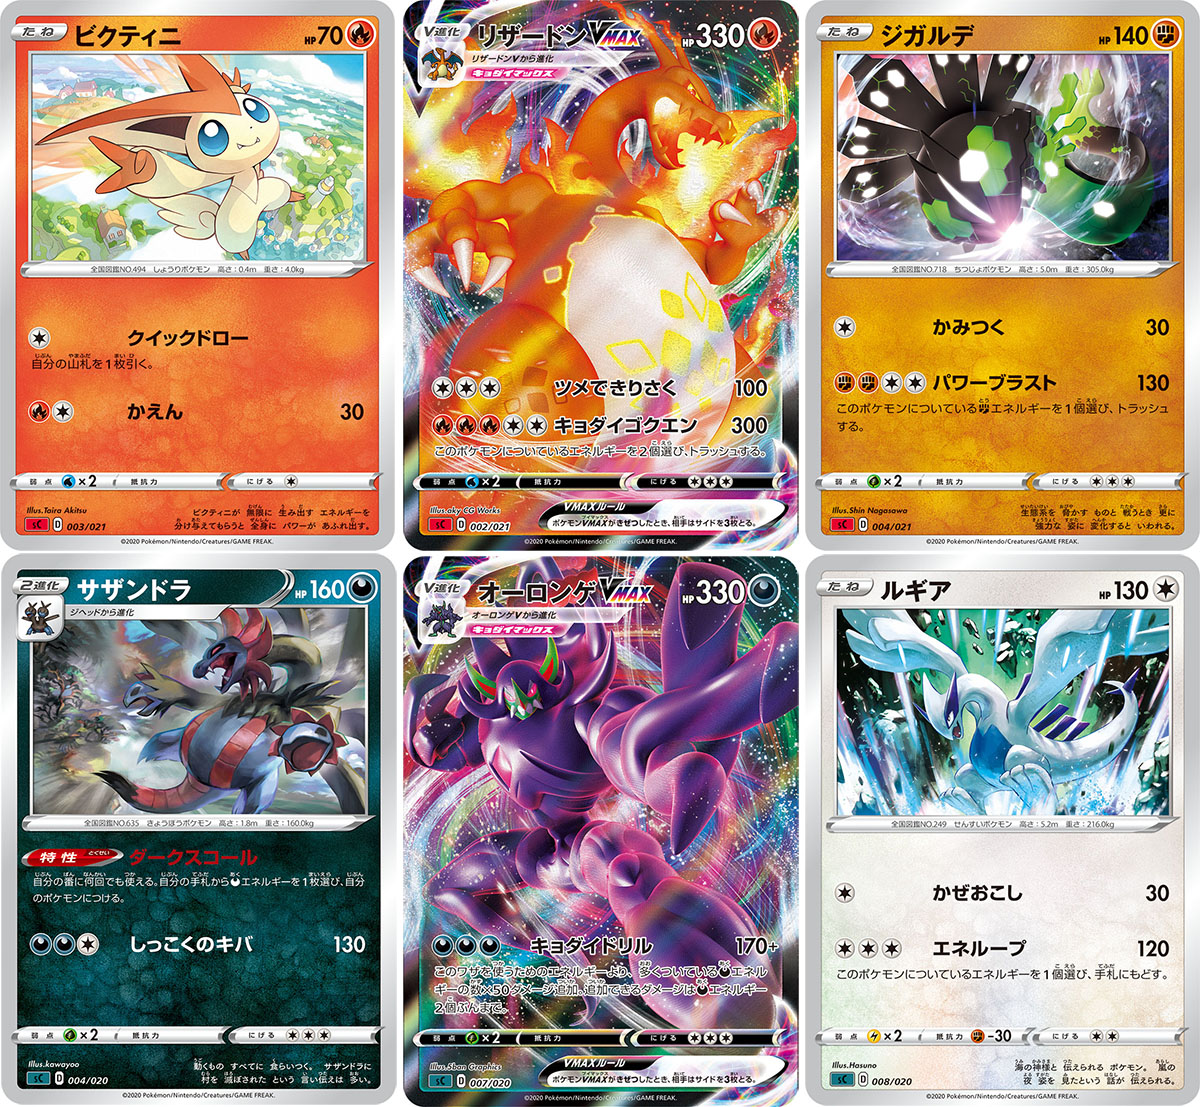 たね ビクティニ HP70
全国図鑑NO.494 しょうりポケモン 高さ:0.4m 重さ:4.0kg
クイックドロー
自分の山札を1枚引く。
かえん 30
弱点 ×2 抵抗力 にげる
Illus.Taira Akitsu
ビクティニが 無限に 生み出す エネルギーを
分け与えてもらうと 全身に パワーが あふれ出す。
sC D 003/021
©2020 Pokémon/Nintendo/Creatures/GAME FREAK.
V進化 リザードンVMAX HP330
リザードンVから進化
キョダイマックス
ツメできりさく 100
キョダイゴクエン 300
このポケモンについているエネルギーを2個選び、トラッシュする。
弱点 ×2 抵抗力 にげる
Illus.aky CG Works
VMAXルール
sC D 002/021
ポケモンVMAXがきぜつしたとき、相手はサイドを3枚とる。
©2020 Pokémon/Nintendo/Creatures/GAME FREAK.
たね ジガルデ HP140
全国図鑑NO.718 ちつじょポケモン 高さ:5.0m 重さ:305.0kg
かみつく 30
パワーブラスト 130
このポケモンについているエネルギーを1個選び、トラッシュ
する。
弱点 ×2 抵抗力 にげる
Illus.Shin Nagasawa
生態系を 脅かす ものと 戦うとき 更に
強力な 姿に 変化すると いわれる。
sC D 004/021
©2020 Pokémon/Nintendo/Creatures/GAME FREAK.
2進化 サザンドラ HP160
ジヘッドから進化
全国図鑑NO.635 きょうぼうポケモン 高さ:1.8m 重さ:160.0kg
特性 ダークスコール
自分の番に何回でも使える。自分の手札からエネルギーを1枚選び、自分
のポケモンにつける。
しっこくのキバ 130
弱点 ×2 抵抗力 にげる
Illus.kawayoo
動くもの すべてに 食らいつく。 サザンドラに
村を 滅ぼされた という 言い伝えは 多い。
sC D 004/020
©2020 Pokémon/Nintendo/Creatures/GAME FREAK.
V進化 オーロンゲVMAX HP330
オーロンゲVから進化
キョダイマックス
キョダイドリル 170+
このワザを使うためのエネルギーより、多くついているエネル
ギーの数×50ダメージ追加。追加できるダメージはエネルギー
2個ぶんまで。
弱点 ×2 抵抗力 にげる
Illus.5ban Graphics
VMAXルール
sC D 007/020
ポケモンVMAXがきぜつしたとき、相手はサイドを3枚とる。
©2020 Pokémon/Nintendo/Creatures/GAME FREAK.
たね ルギア HP130
全国図鑑NO.249 せんすいポケモン 高さ:5.2m 重さ:216.0kg
かぜおこし 30
エネループ 120
このポケモンについているエネルギーを1個選び、手札にもどす。
弱点 ×2 抵抗力 -30 にげる
Illus.Hasuno
海の神様と 伝えられる ポケモン。 嵐の
夜 姿を 見たという 話が 伝えられる。
sC D 008/020
©2020 Pokémon/Nintendo/Creatures/GAME FREAK.